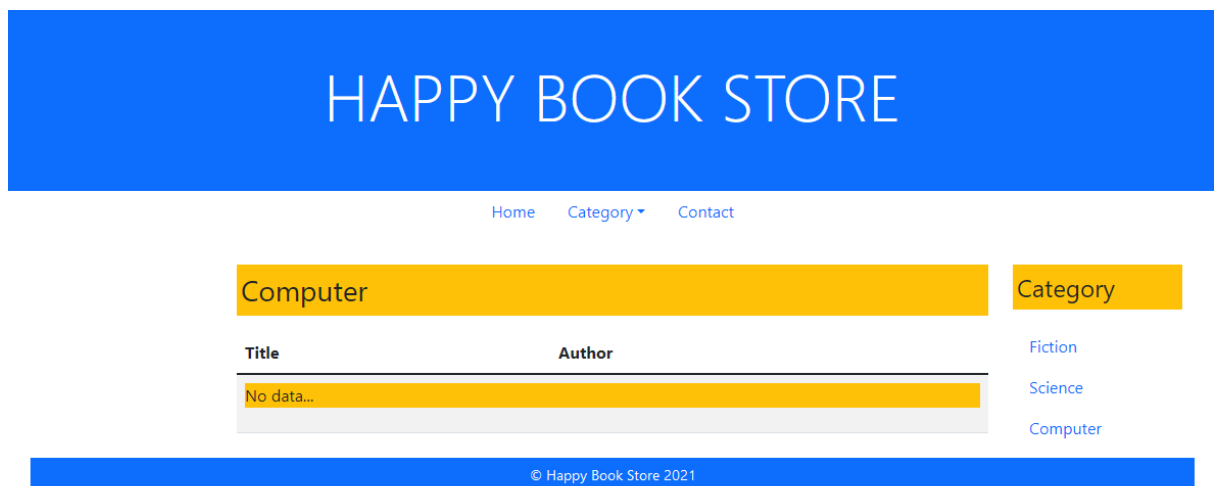 HAPPY BOOK STORE
Home Category Contact
Computer
Title Author
No data...
Category
Fiction
Science
Computer
© Happy Book Store 2021